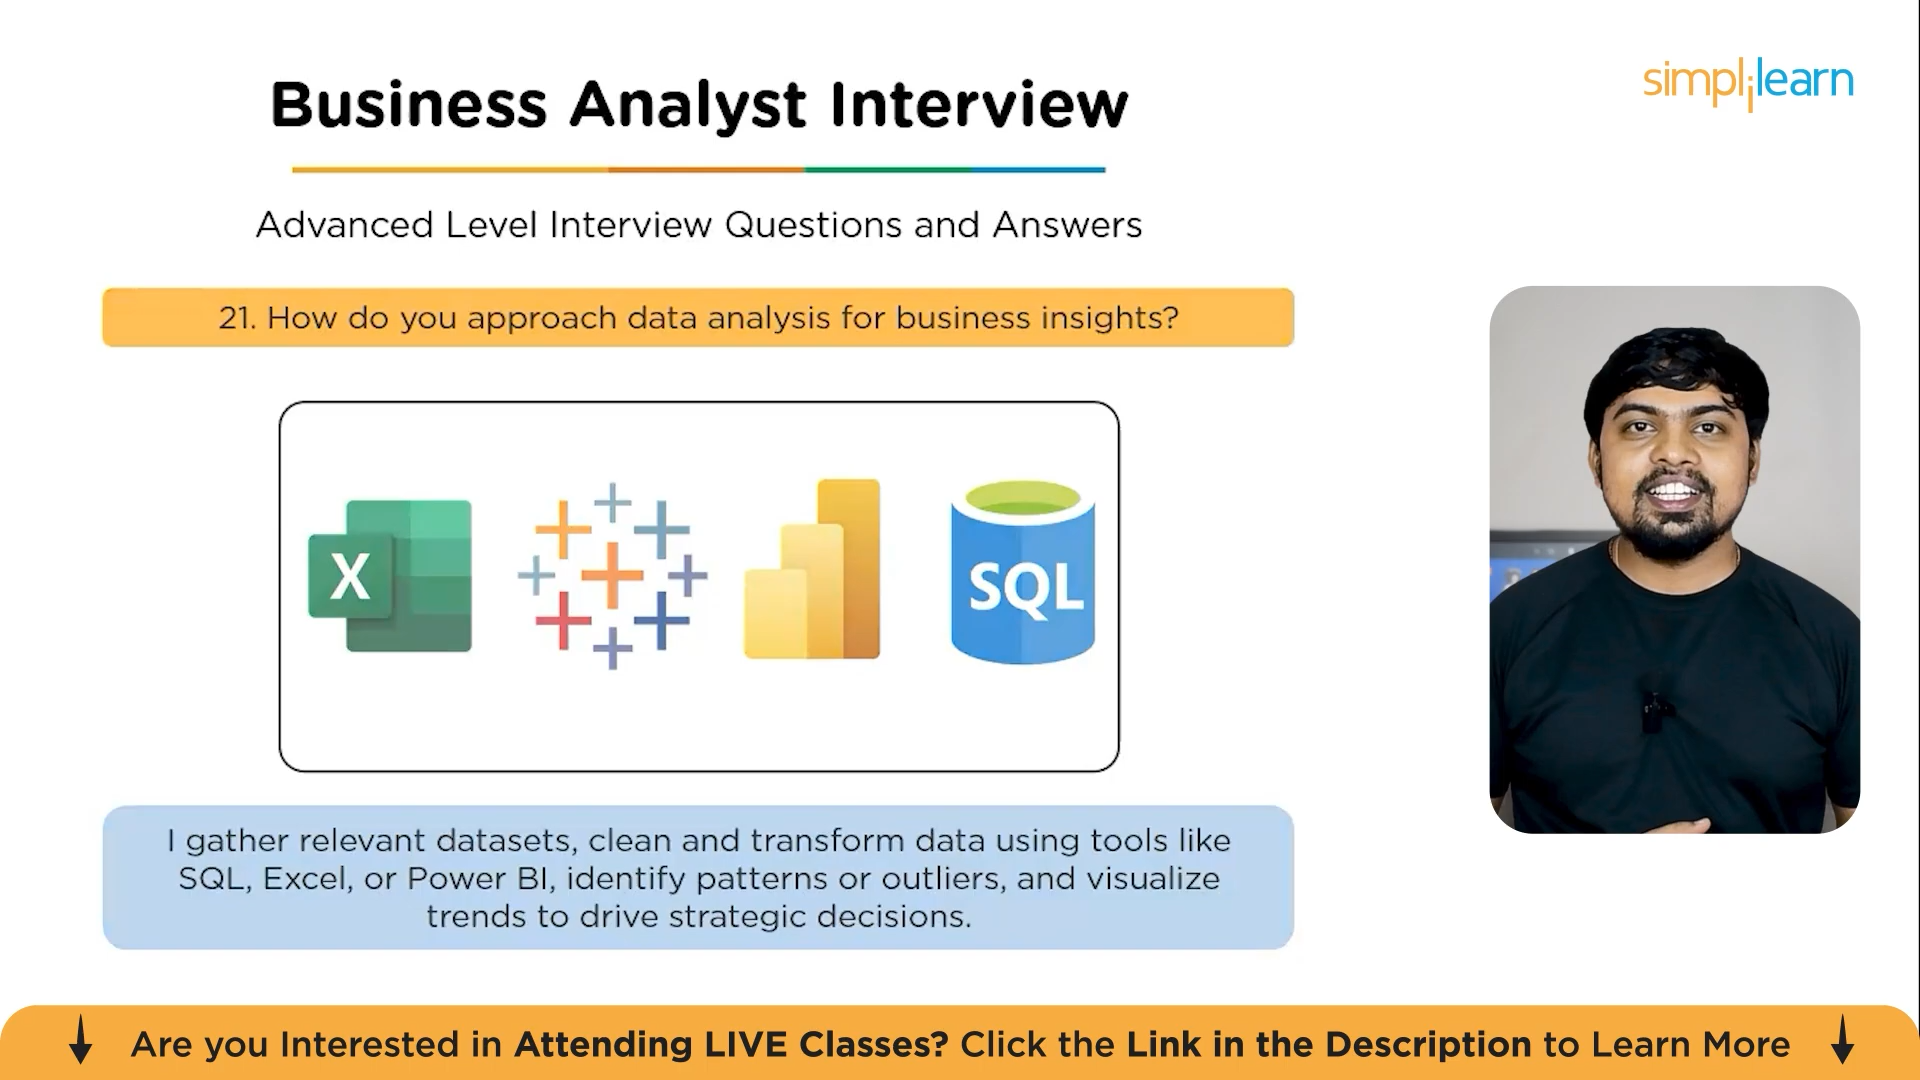 Business Analyst Interview
simplilearn
Advanced Level Interview Questions and Answers
21. How do you approach data analysis for business insights?
X
SQL
I gather relevant datasets, clean and transform data using tools like
SQL, Excel, or Power BI, identify patterns or outliers, and visualize
trends to drive strategic decisions.
Are you Interested in Attending LIVE Classes? Click the Link in the Description to Learn More